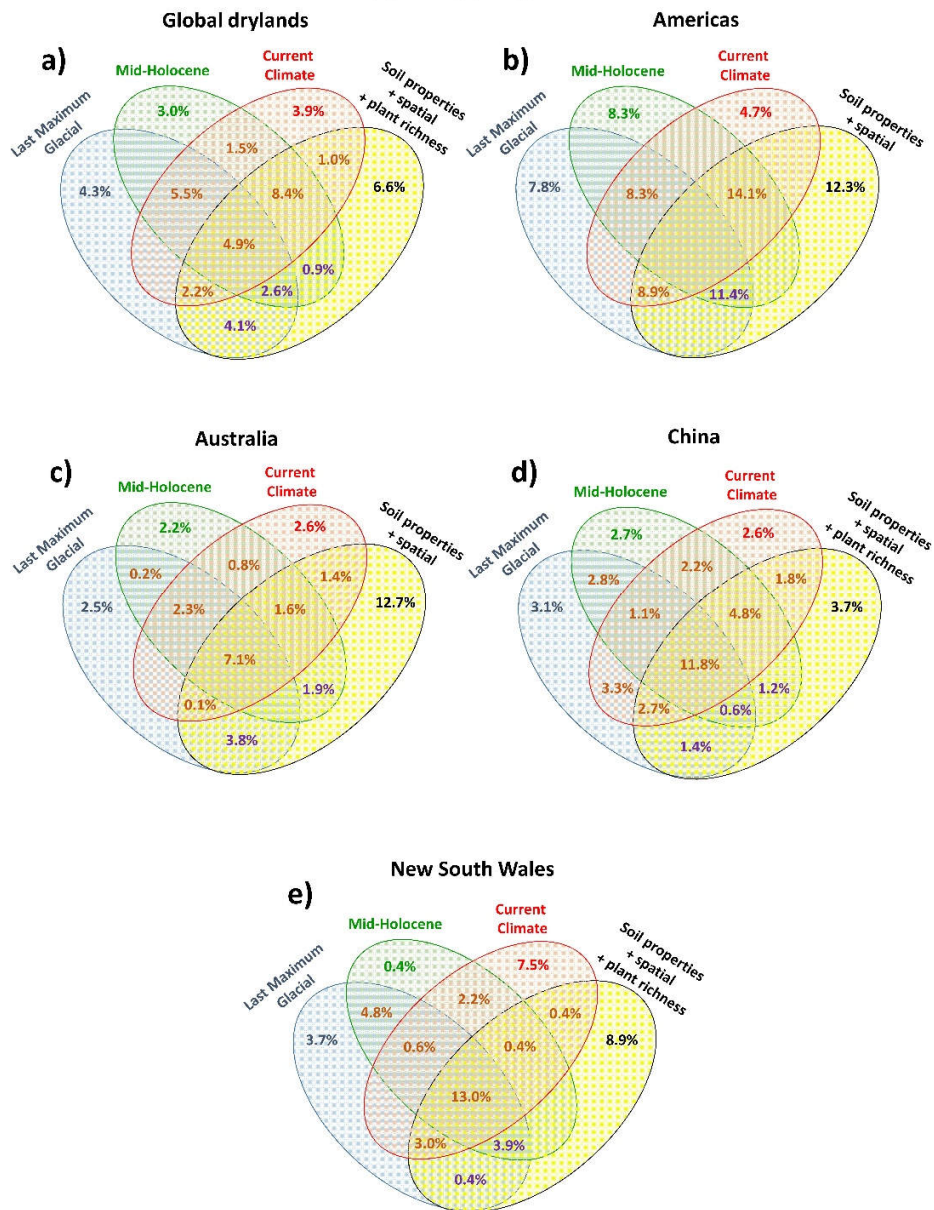 Global drylands
a)
Mid-Holocene
Current
Climate
Soil properties
+ spatial
+ plant richness
Last Maximum
Glacial
3.0%
3.9%
1.5%
1.0%
4.3%
5.5%
8.4%
6.6%
4.9%
0.9%
2.2%
2.6%
4.1%
Americas
b)
Mid-Holocene
Current
Climate
Soil properties
+ spatial
Last Maximum
Glacial
8.3%
4.7%
7.8%
8.3%
14.1%
12.3%
8.9%
11.4%
Australia
c)
Mid-Holocene
Current
Climate
Soil properties
+ spatial
Last Maximum
Glacial
2.2%
2.6%
0.2%
0.8%
1.4%
2.5%
2.3%
1.6%
12.7%
7.1%
1.9%
0.1%
3.8%
China
d)
Mid-Holocene
Current
Climate
Soil properties
+ spatial
+ plant richness
Last Maximum
Glacial
2.7%
2.6%
2.8%
2.2%
1.8%
3.1%
1.1%
4.8%
3.7%
11.8%
3.3%
1.2%
2.7%
0.6%
1.4%
New South Wales
e)
Mid-Holocene
Current
Climate
Soil properties
+ spatial
+ plant richness
Last Maximum
Glacial
0.4%
7.5%
4.8%
2.2%
0.4%
3.7%
0.6%
0.4%
8.9%
13.0%
3.0%
3.9%
0.4%